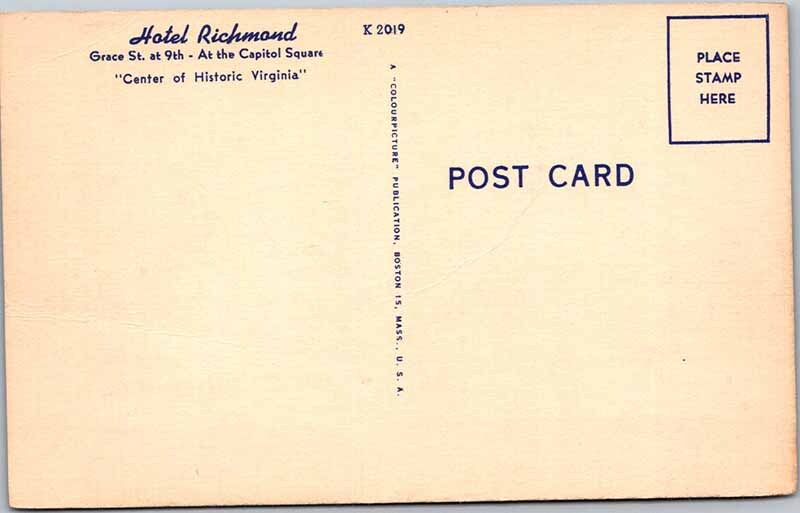 Hotel Richmond
Grace St. at 9th - At the Capitol Square
"Center of Historic Virginia"
K 2019
A "COLOURPICTURE" PUBLICATION, BOSTON 15, MASS., U. S. A.
POST CARD
PLACE
STAMP
HERE